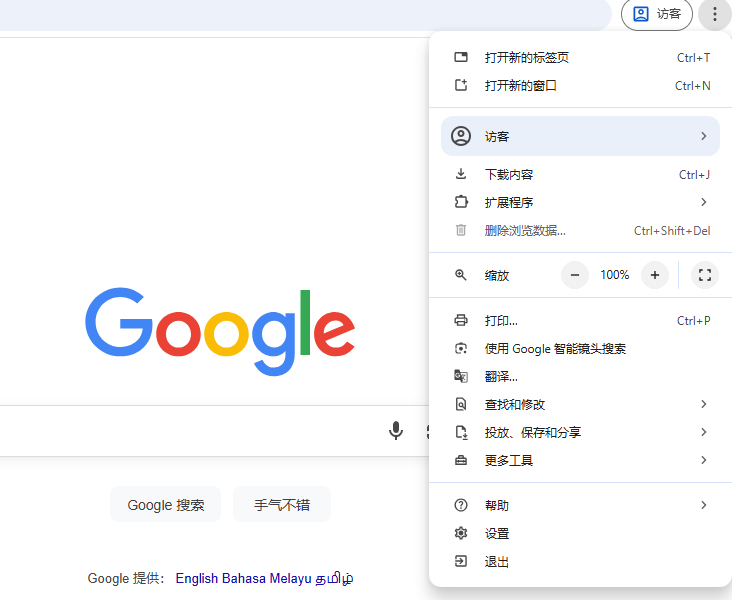 访客
打开新的标签页 Ctrl+T
打开新的窗口 Ctrl+N
访客
下载内容 Ctrl+J
扩展程序
删除浏览数据... Ctrl+Shift+Del
缩放 − 100% +
Google
打印... Ctrl+P
使用 Google 智能镜头搜索
翻译...
查找和修改
投放、保存和分享
更多工具
Google 搜索 手气不错
帮助
设置
退出
Google 提供： English Bahasa Melayu தமிழ்